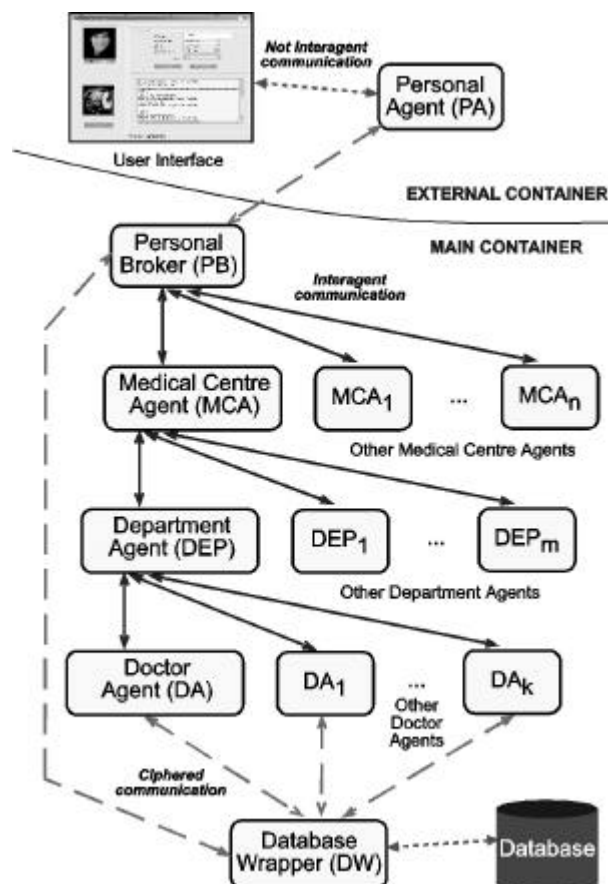 Not Interagent
communication
Personal
Agent (PA)
User Interface
EXTERNAL CONTAINER
MAIN CONTAINER
Personal
Broker (PB)
Interagent
communication
Medical Centre
Agent (MCA)
MCA1
...
MCAn
Other Medical Centre Agents
Department
Agent (DEP)
DEP1
...
DEPm
Other Department Agents
Doctor
Agent (DA)
DA1
...
DAk
Other
Doctor
Agents
Ciphered
communication
Database
Wrapper (DW)
Database